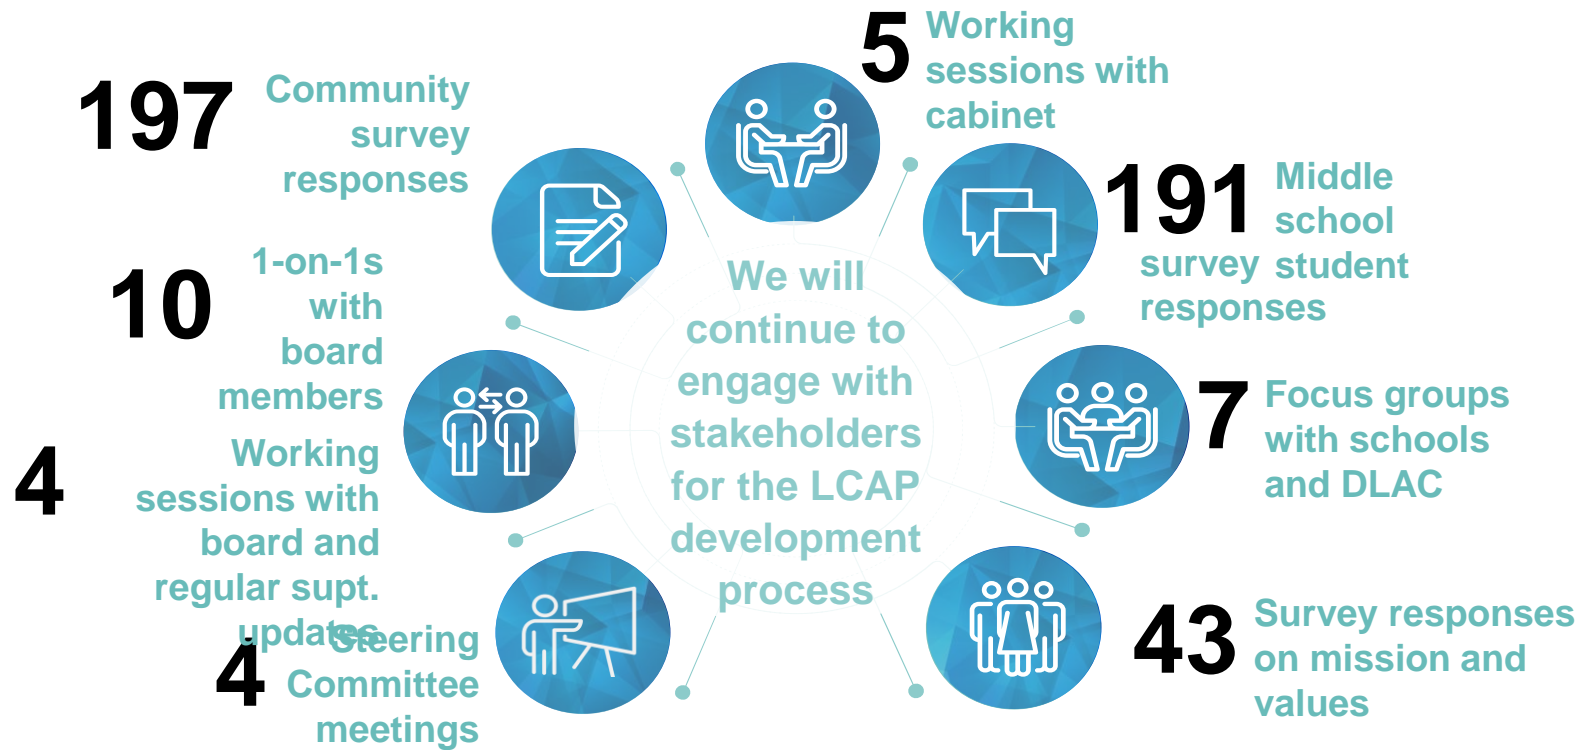 197
Community
survey
responses
5
Working
sessions with
cabinet
191
Middle
school
survey student
responses
10
1-on-1s
with
board
members
We will
continue to
engage with
stakeholders
for the LCAP
development
process
7
Focus groups
with schools
and DLAC
4
Working
sessions with
board and
regular supt.
updates
4
Steering
Committee
meetings
43
Survey responses
on mission and
values